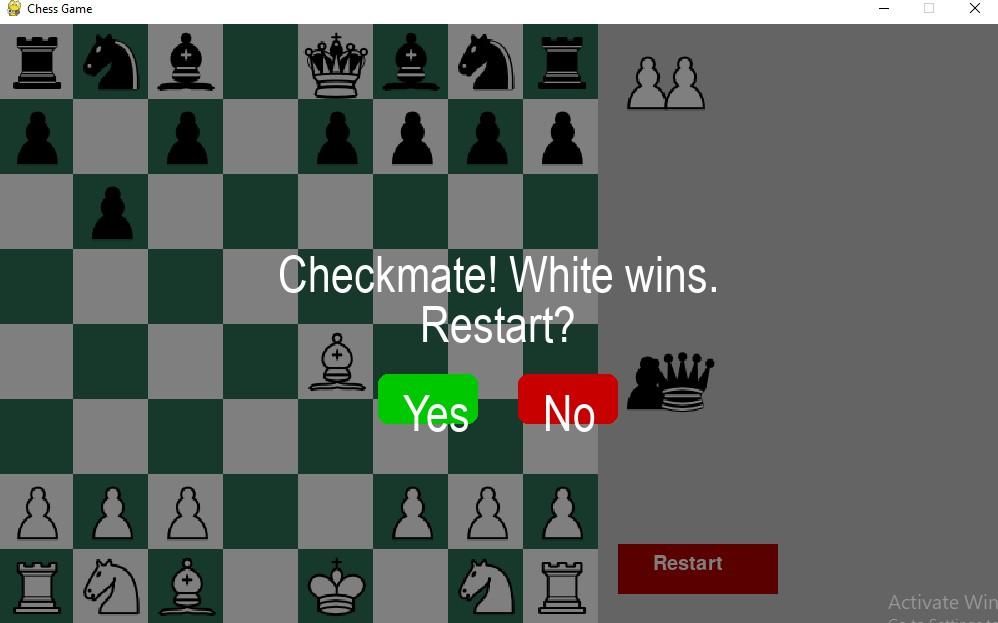 Chess Game
Checkmate! White wins.
Restart?
Yes No
Restart
Activate Win